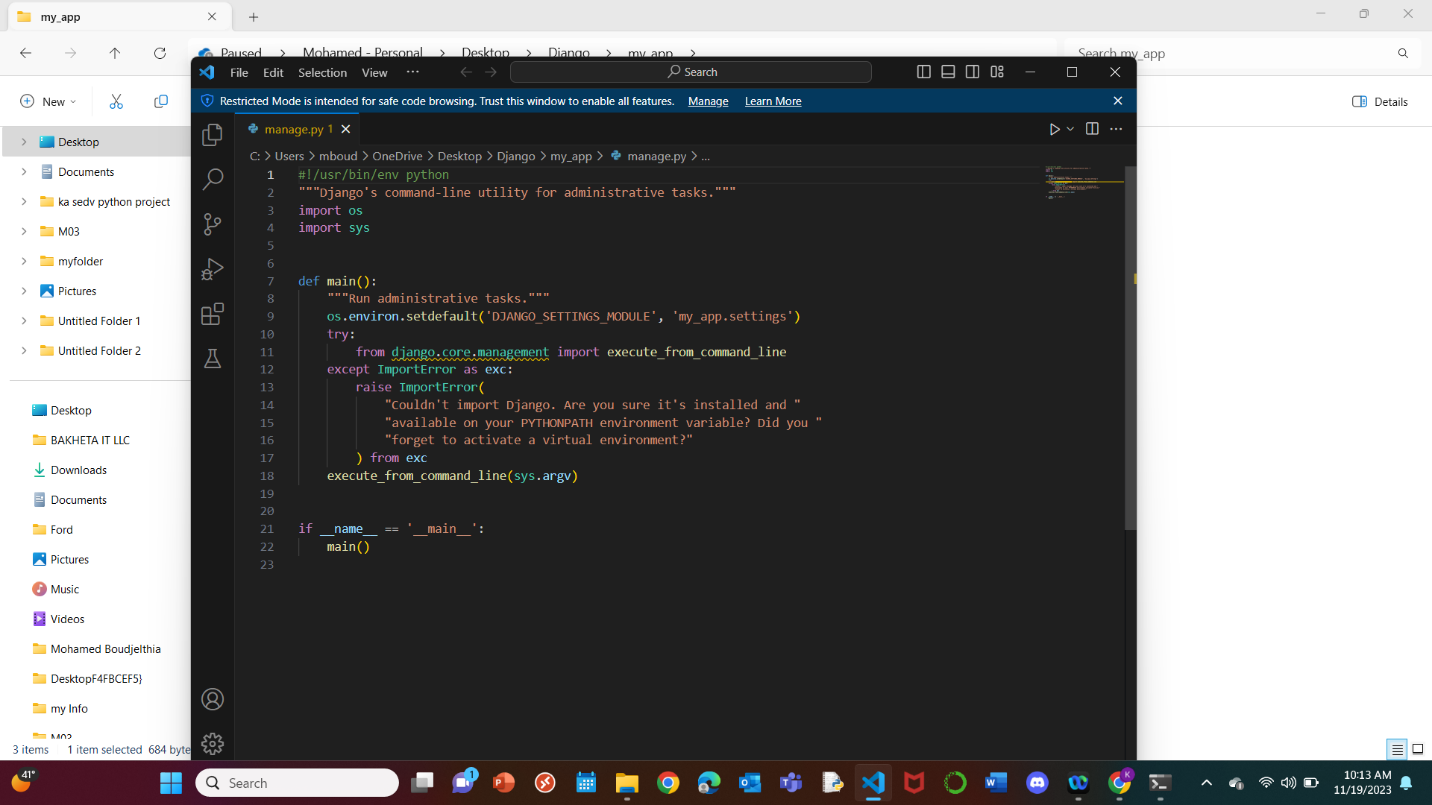 my_app
Paused > Mohamed - Personal > Desktop > Django > my_app >
Search my_app
New
Details
Desktop
Documents
ka sedv python project
M03
myfolder
Pictures
Untitled Folder 1
Untitled Folder 2
Desktop
BAKHETA IT LLC
Downloads
Documents
Ford
Pictures
Music
Videos
Mohamed Boudjelthia
DesktopF4FBCEF5}
my Info
M03
3 items 1 item selected 684 byte
File Edit Selection View ··· Search
Restricted Mode is intended for safe code browsing. Trust this window to enable all features. Manage Learn More
manage.py 1
C: > Users > mboud > OneDrive > Desktop > Django > my_app > manage.py > ...
1 #!/usr/bin/env python
2 """Django's command-line utility for administrative tasks."""
3 import os
4 import sys
5
6
7 def main():
8 """Run administrative tasks."""
9 os.environ.setdefault('DJANGO_SETTINGS_MODULE', 'my_app.settings')
10 try:
11 from django.core.management import execute_from_command_line
12 except ImportError as exc:
13 raise ImportError(
14 "Couldn't import Django. Are you sure it's installed and "
15 "available on your PYTHONPATH environment variable? Did you "
16 "forget to activate a virtual environment?"
17 ) from exc
18 execute_from_command_line(sys.argv)
19
20
21 if __name__ == '__main__':
22 main()
23
41°
Search
1
K
10:13 AM
11/19/2023